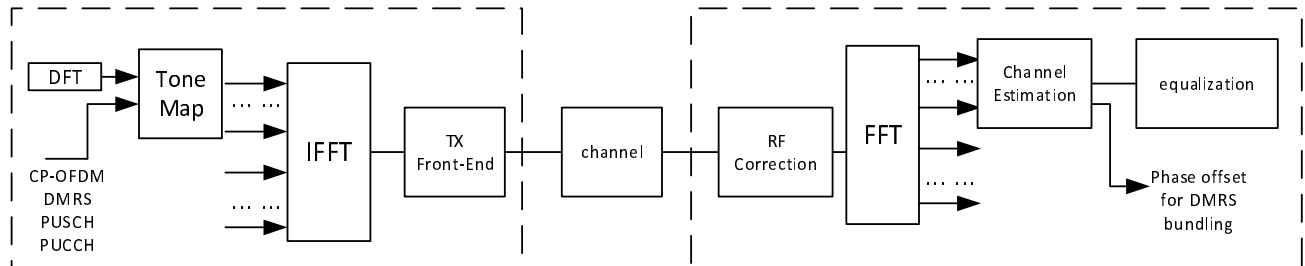 DFT
Tone
Map
CP-OFDM
DMRS
PUSCH
PUCCH
... ...
... ...
IFFT
TX
Front-End
channel
RF
Correction
FFT
... ...
... ...
Channel
Estimation
equalization
Phase offset
for DMRS
bundling